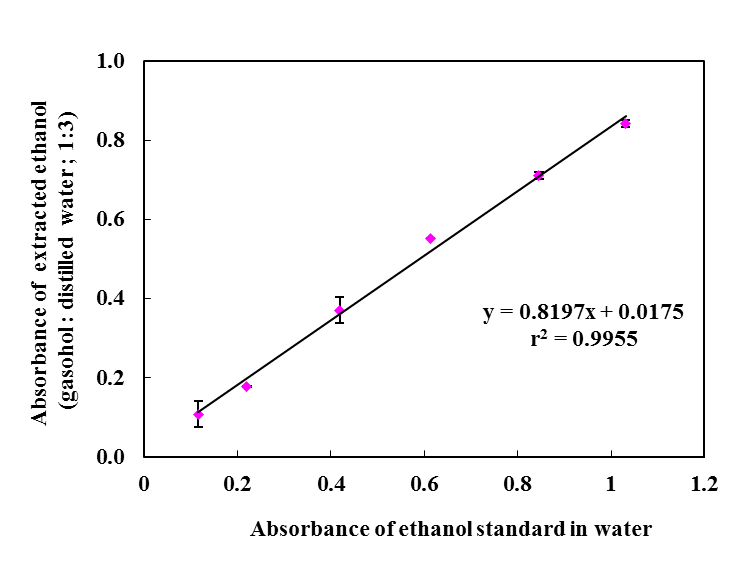 Absorbance of extracted ethanol
(gasohol : distilled water ; 1:3)
1.0
0.8
0.6
0.4
0.2
0.0
y = 0.8197x + 0.0175
r² = 0.9955
0 0.2 0.4 0.6 0.8 1 1.2
Absorbance of ethanol standard in water